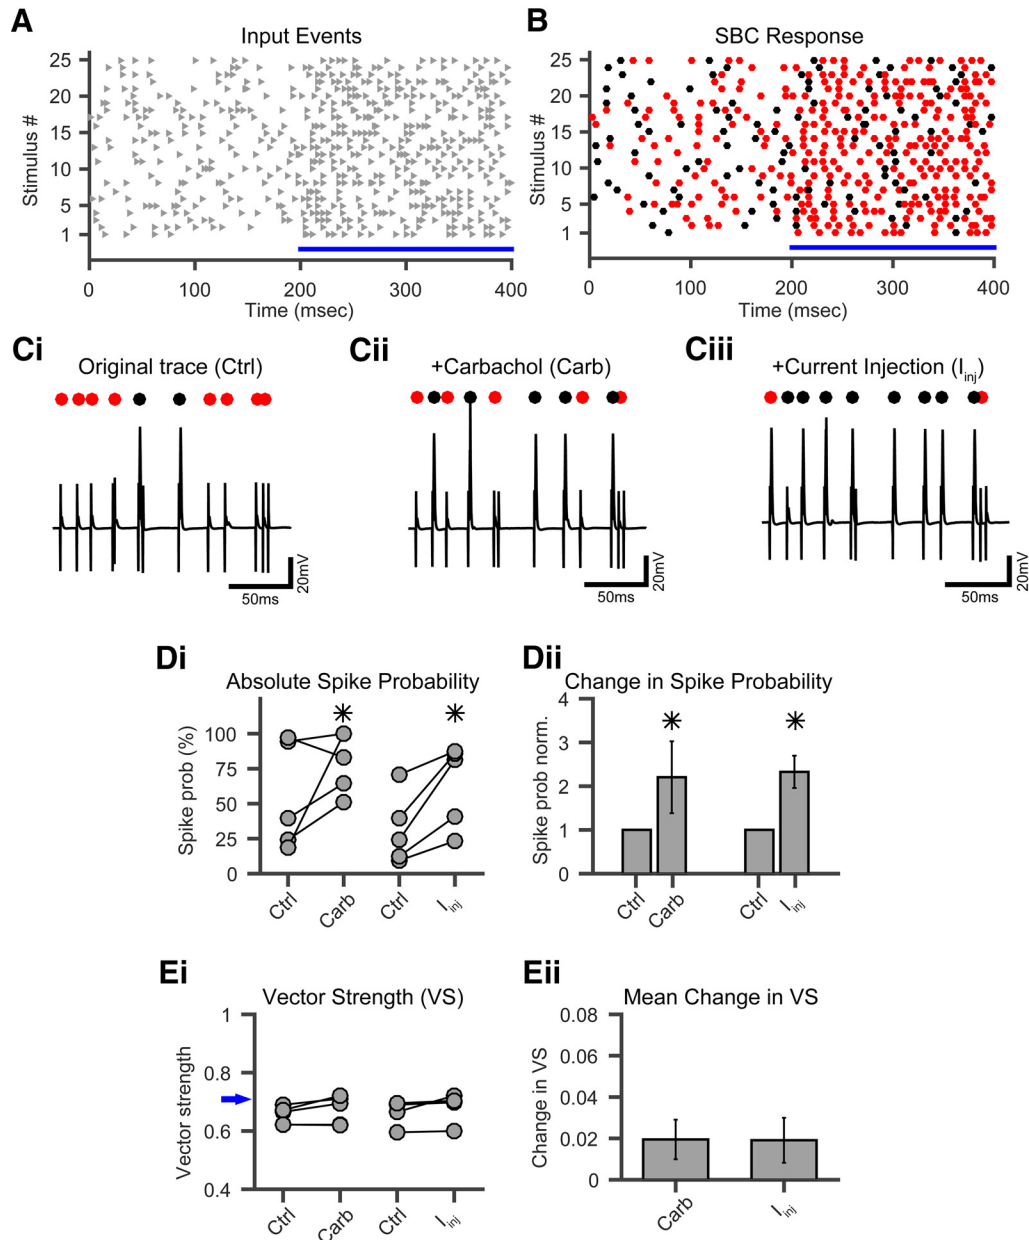 A
B
Input Events
SBC Response
Stimulus #
25
20
15
10
5
1
0
100
200
300
400
Time (msec)
Stimulus #
25
20
15
10
5
1
0
100
200
300
400
Time (msec)
Ci
Original trace (Ctrl)
50ms
20mV
Cii
+Carbachol (Carb)
50ms
20mV
Ciii
+Current Injection (Iinj)
50ms
20mV
Di
Absolute Spike Probability
Spike prob (%)
100
75
50
25
0
Ctrl
Carb
Ctrl
Iinj
Dii
Change in Spike Probability
Spike prob norm.
4
3
2
1
0
Ctrl
Carb
Ctrl
Iinj
Ei
Vector Strength (VS)
Vector strength
1
0.8
0.6
0.4
Ctrl
Carb
Ctrl
Iinj
Eii
Mean Change in VS
Change in VS
0.08
0.06
0.04
0.02
0
Carb
Iinj